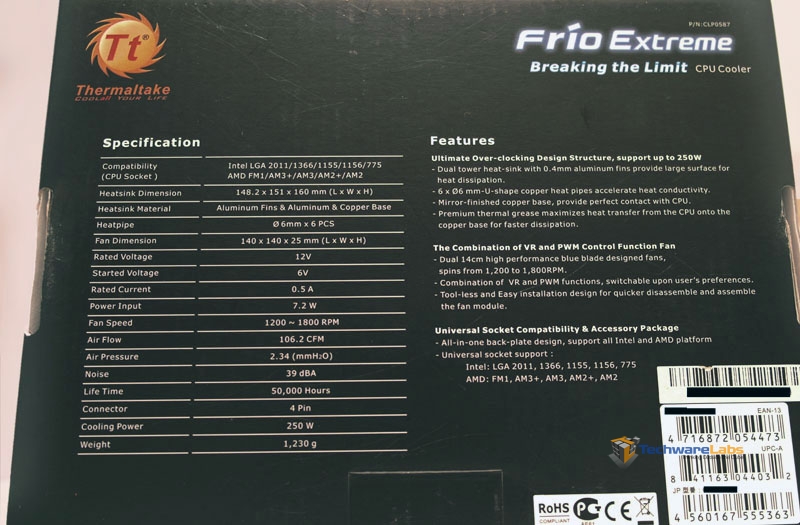 P/N: CLP0587
Tt®
Thermaltake
COOLall YOUR LIFE
Frío Extreme
Breaking the Limit CPU Cooler
Specification
Compatibility
(CPU Socket )
Intel LGA 2011/1366/1155/1156/775
AMD FM1/AM3+/AM3/AM2+/AM2
Heatsink Dimension 148.2 x 151 x 160 mm (L x W x H)
Heatsink Material Aluminum Fins & Aluminum & Copper Base
Heatpipe Ø 6mm x 6 PCS
Fan Dimension 140 x 140 x 25 mm (L x W x H)
Rated Voltage 12V
Started Voltage 6V
Rated Current 0.5 A
Power Input 7.2 W
Fan Speed 1200 ~ 1800 RPM
Air Flow 106.2 CFM
Air Pressure 2.34 (mmH₂O)
Noise 39 dBA
Life Time 50,000 Hours
Connector 4 Pin
Cooling Power 250 W
Weight 1,230 g
Features
Ultimate Over-clocking Design Structure, support up to 250W
- Dual tower heat-sink with 0.4mm aluminum fins provide large surface for
heat dissipation.
- 6 x Ø6 mm-U-shape copper heat pipes accelerate heat conductivity.
- Mirror-finished copper base, provide perfect contact with CPU.
- Premium thermal grease maximizes heat transfer from the CPU onto the
copper base for faster dissipation.
The Combination of VR and PWM Control Function Fan
- Dual 14cm high performance blue blade designed fans,
spins from 1,200 to 1,800RPM.
- Combination of VR and PWM functions, switchable upon user's preferences.
- Tool-less and Easy installation design for quicker disassemble and assemble
the fan module.
Universal Socket Compatibility & Accessory Package
- All-in-one back-plate design, support all Intel and AMD platform
- Universal socket support :
Intel: LGA 2011, 1366, 1155, 1156, 775
AMD: FM1, AM3+, AM3, AM2+, AM2
EAN-13
4 716872 054473
UPC-A
TechwareLabs
8 41163 04403 2
JP 型番:
4 560167 555363
RoHS
COMPLIANT
PG CE